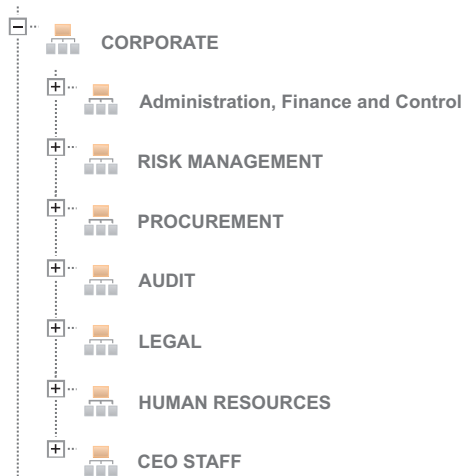 CORPORATE
Administration, Finance and Control
RISK MANAGEMENT
PROCUREMENT
AUDIT
LEGAL
HUMAN RESOURCES
CEO STAFF